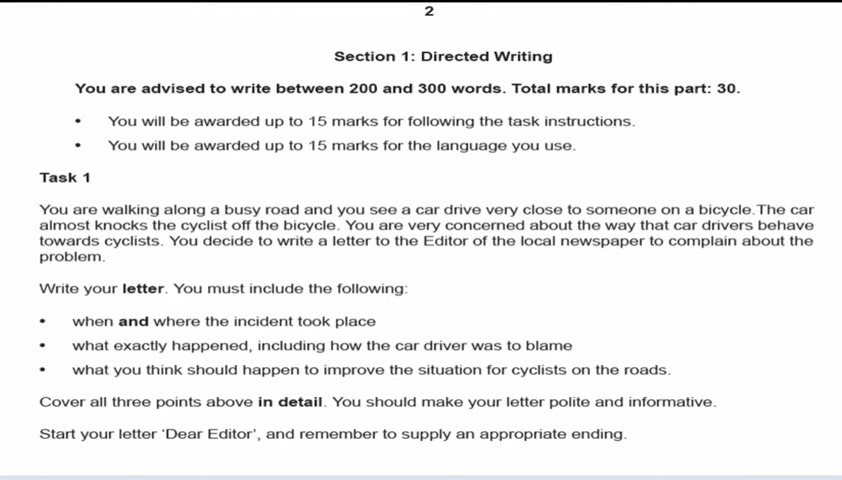 2
Section 1: Directed Writing
You are advised to write between 200 and 300 words. Total marks for this part: 30.
• You will be awarded up to 15 marks for following the task instructions.
• You will be awarded up to 15 marks for the language you use.
Task 1
You are walking along a busy road and you see a car drive very close to someone on a bicycle.The car
almost knocks the cyclist off the bicycle. You are very concerned about the way that car drivers behave
towards cyclists. You decide to write a letter to the Editor of the local newspaper to complain about the
problem.
Write your letter. You must include the following:
• when and where the incident took place
• what exactly happened, including how the car driver was to blame
• what you think should happen to improve the situation for cyclists on the roads.
Cover all three points above in detail. You should make your letter polite and informative.
Start your letter ‘Dear Editor’, and remember to supply an appropriate ending.